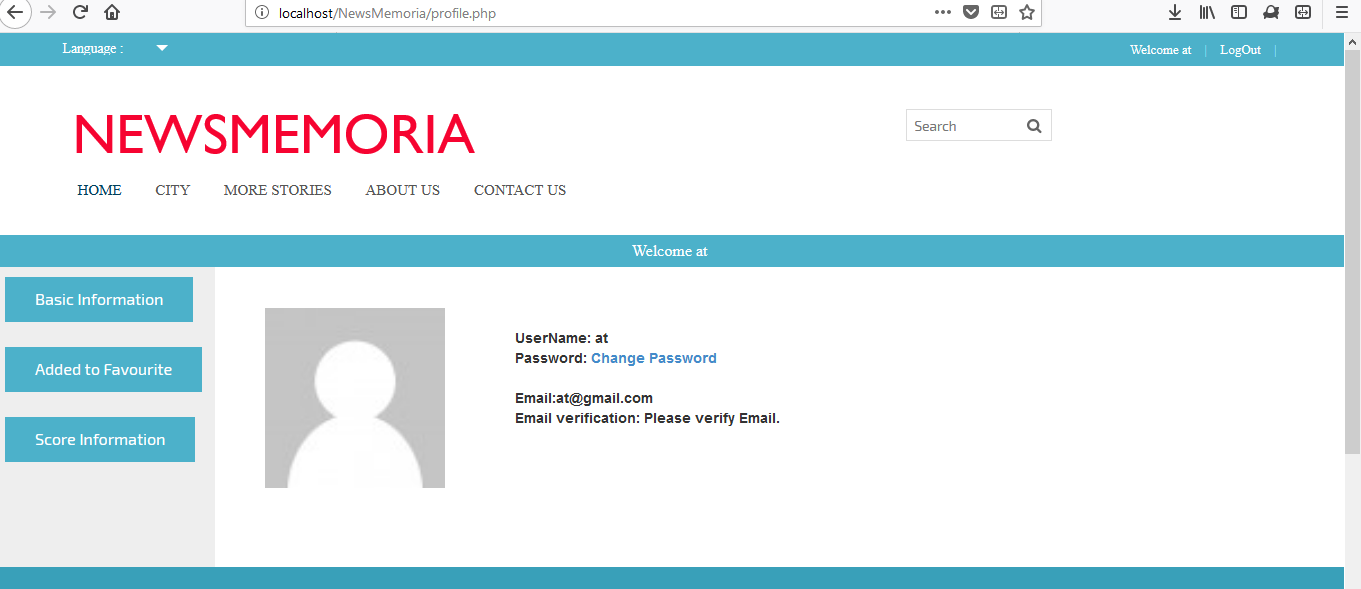 localhost/NewsMemoria/profile.php
Language :
Welcome at | LogOut |
NEWSMEMORIA
Search
HOME CITY MORE STORIES ABOUT US CONTACT US
Welcome at
Basic Information
Added to Favourite
Score Information
UserName: at
Password: Change Password
Email:at@gmail.com
Email verification: Please verify Email.